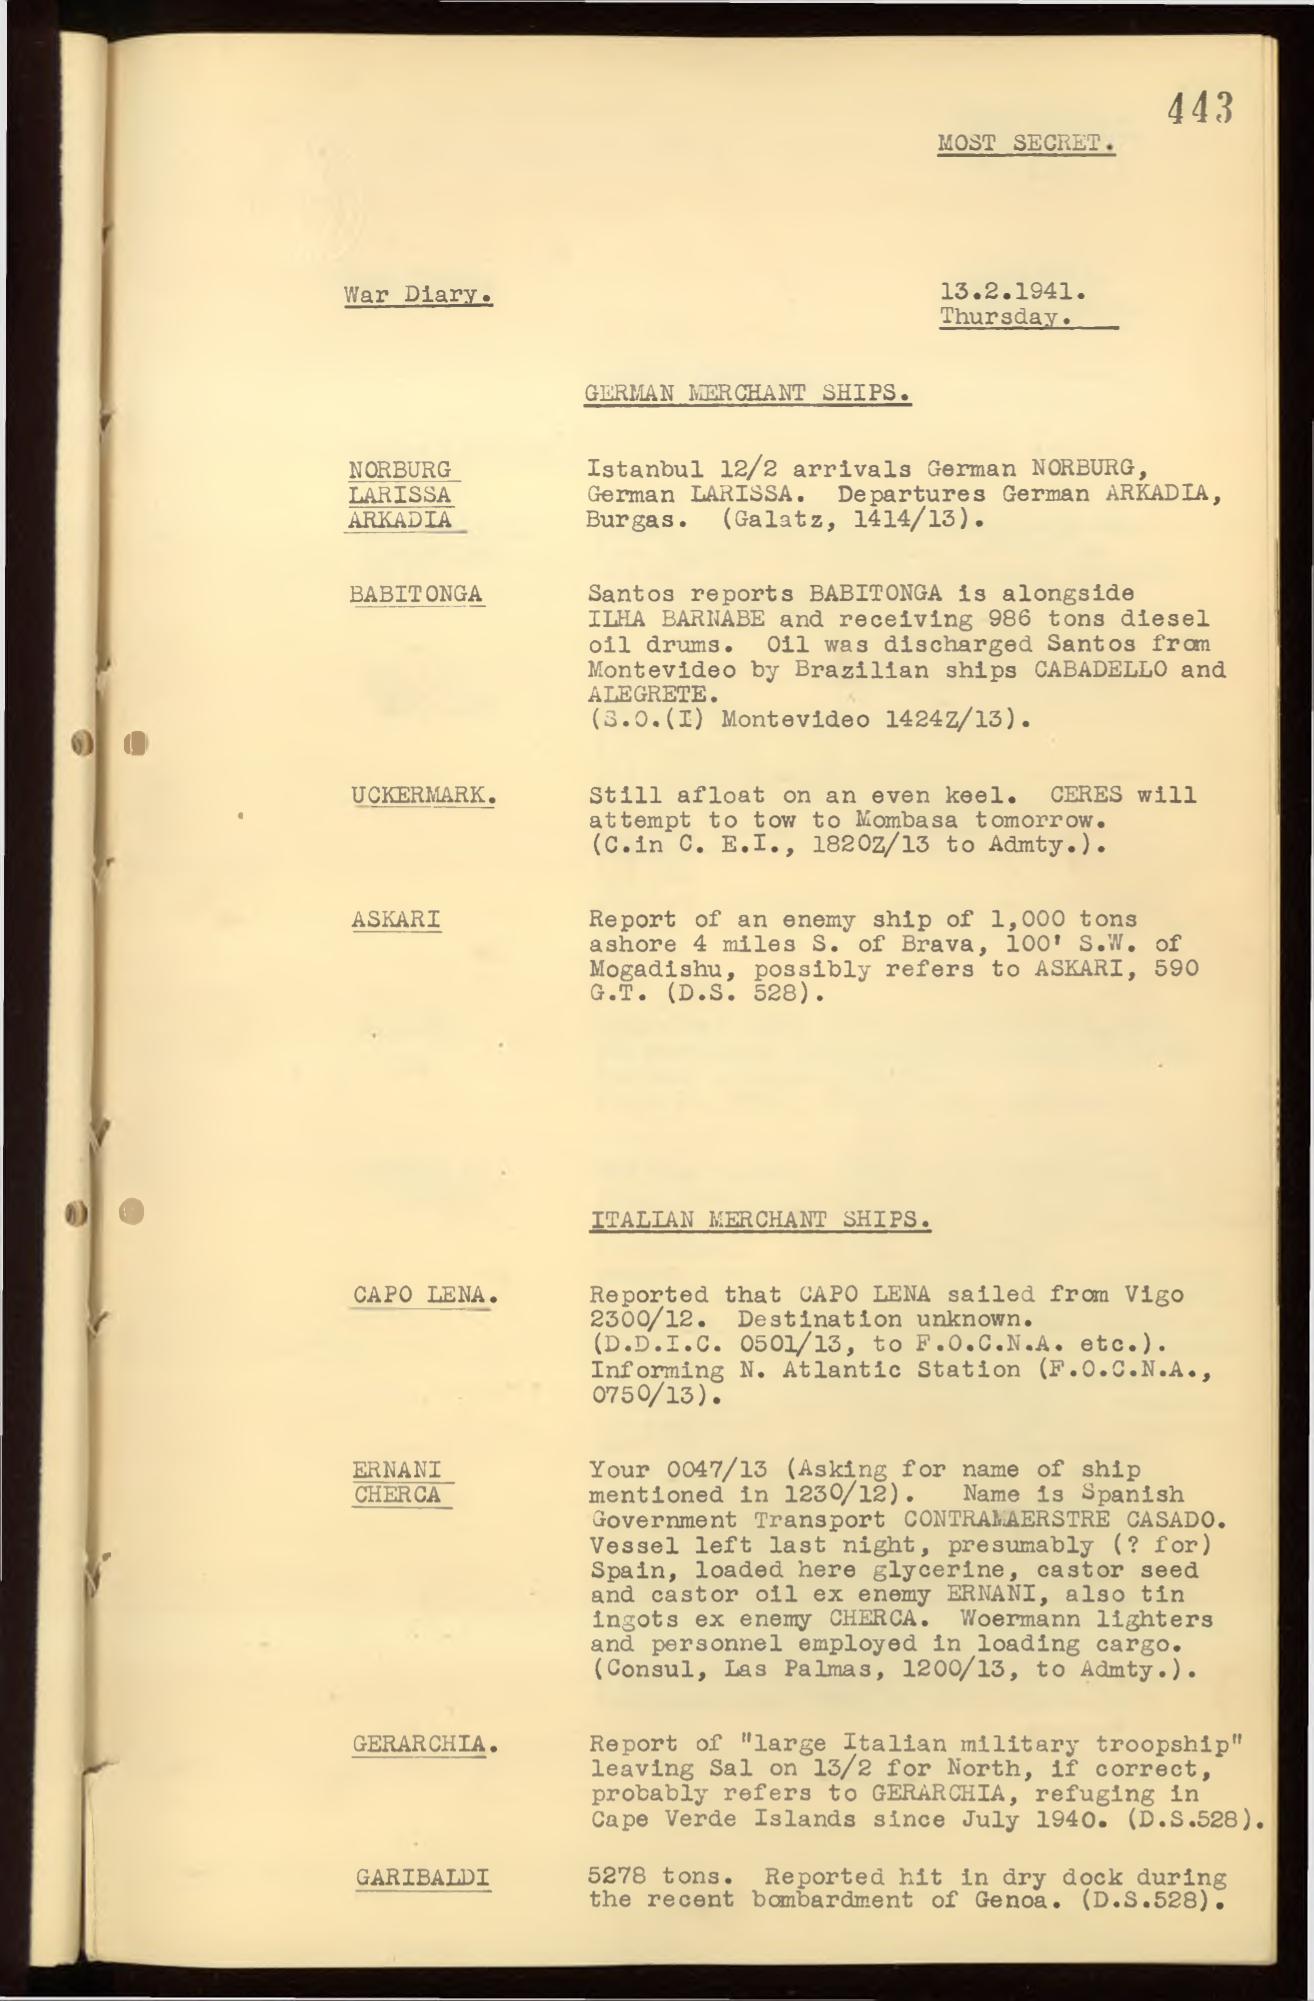 443
MOST SECRET.
War Diary.
13.2.1941.
Thursday.
GERMAN MERCHANT SHIPS.
NORBURG
LARISSA
ARKADIA
Istanbul 12/2 arrivals German NORBURG,
German LARISSA. Departures German ARKADIA,
Burgas. (Galatz, 1414/13).
BABITONGA
Santos reports BABITONGA is alongside
ILHA BARNABE and receiving 986 tons diesel
oil drums. Oil was discharged Santos from
Montevideo by Brazilian ships CABADELLO and
ALEGRETE.
(S.O.(I) Montevideo 1424Z/13).
UCKERMARK.
Still afloat on an even keel. CERES will
attempt to tow to Mombasa tomorrow.
(C.in C. E.I., 1820Z/13 to Admty.).
ASKARI
Report of an enemy ship of 1,000 tons
ashore 4 miles S. of Brava, 100' S.W. of
Mogadishu, possibly refers to ASKARI, 590
G.T. (D.S. 528).
ITALIAN MERCHANT SHIPS.
CAPO LENA.
Reported that CAPO LENA sailed from Vigo
2300/12. Destination unknown.
(D.D.I.C. 0501/13, to F.O.C.N.A. etc.).
Informing N. Atlantic Station (F.O.C.N.A.,
0750/13).
ERNANI
CHERCA
Your 0047/13 (Asking for name of ship
mentioned in 1230/12). Name is Spanish
Government Transport CONTRAMAERSTRE CASADO.
Vessel left last night, presumably (? for)
Spain, loaded here glycerine, castor seed
and castor oil ex enemy ERNANI, also tin
ingots ex enemy CHERCA. Woermann lighters
and personnel employed in loading cargo.
(Consul, Las Palmas, 1200/13, to Admty.).
GERARCHIA.
Report of "large Italian military troopship"
leaving Sal on 13/2 for North, if correct,
probably refers to GERARCHIA, refuging in
Cape Verde Islands since July 1940. (D.S.528).
GARIBALDI
5278 tons. Reported hit in dry dock during
the recent bombardment of Genoa. (D.S.528).